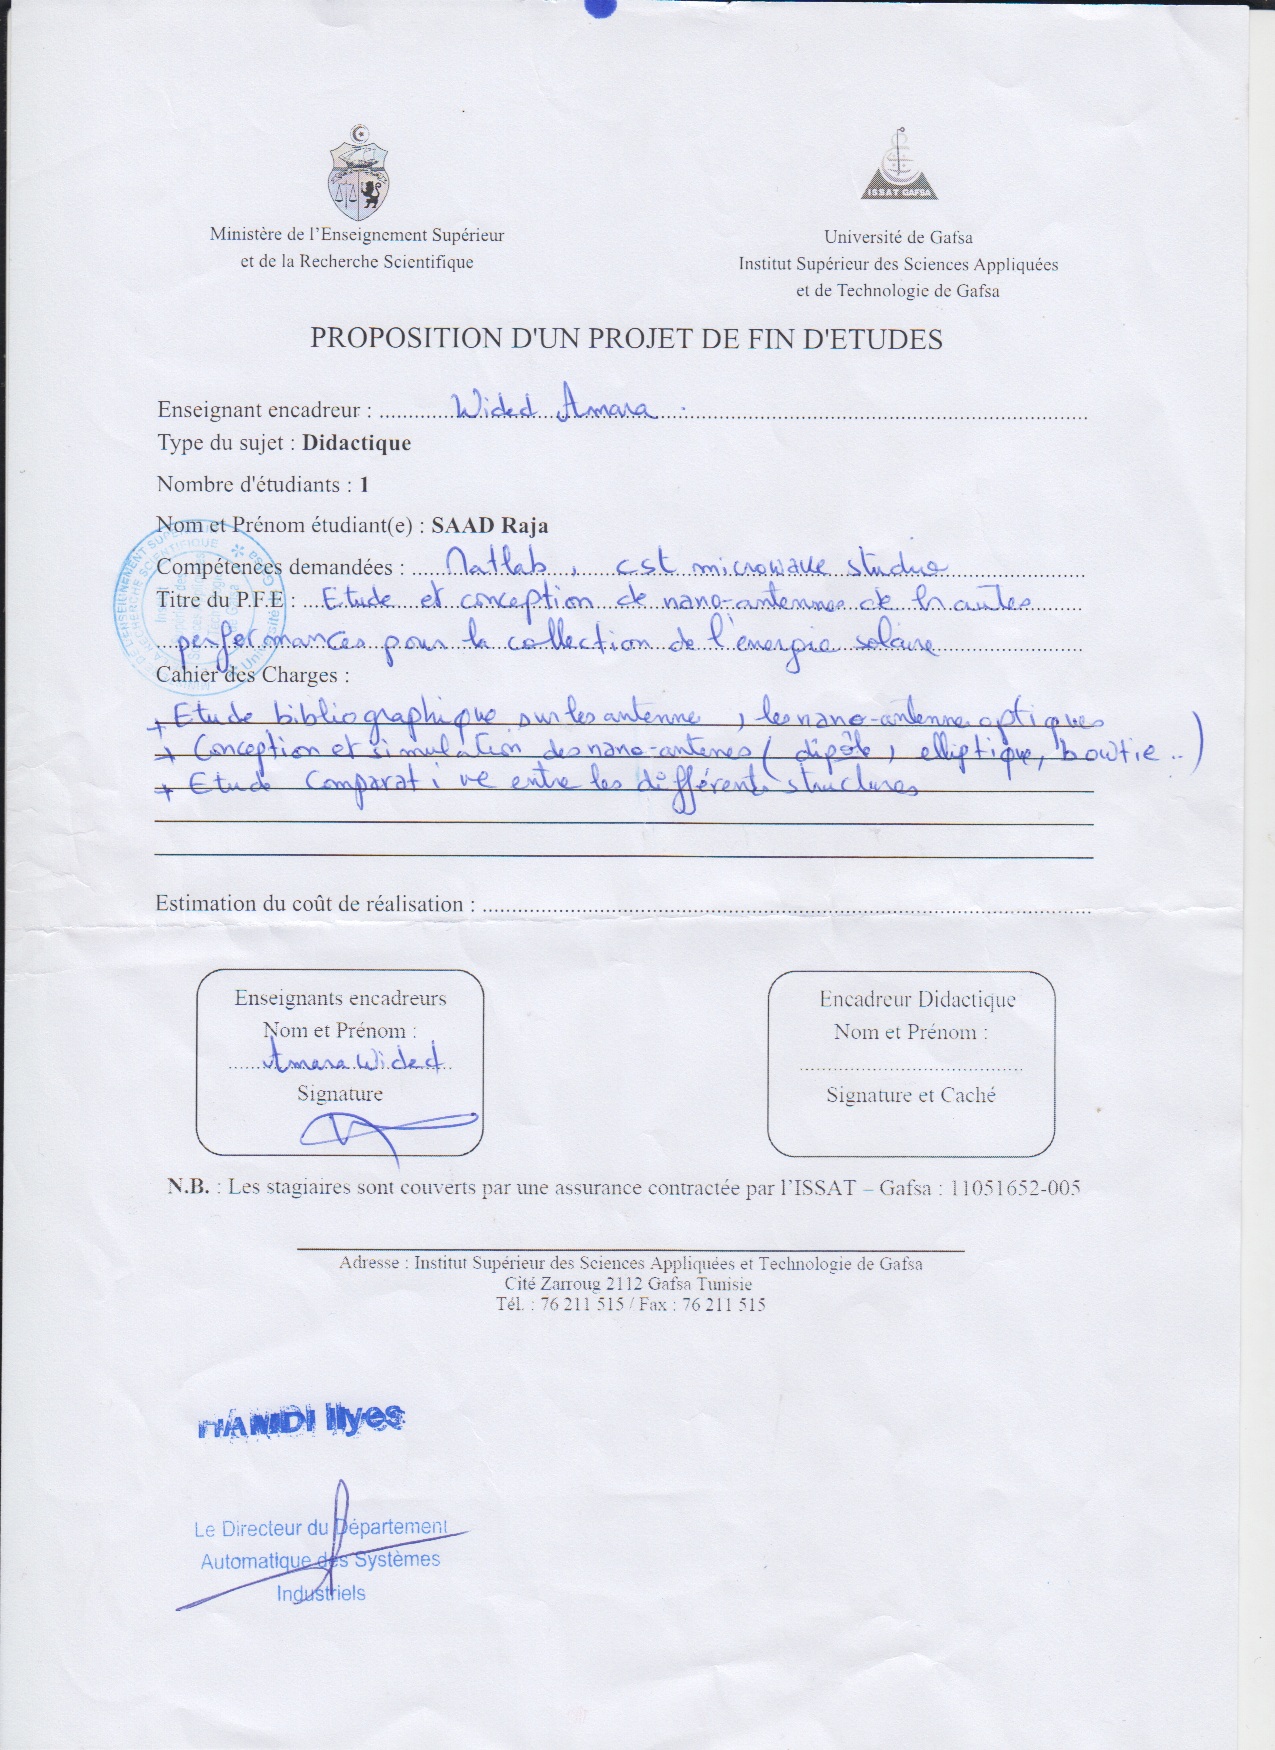 ISSAT GAFSA
Ministère de l'Enseignement Supérieur
et de la Recherche Scientifique
Université de Gafsa
Institut Supérieur des Sciences Appliquées
et de Technologie de Gafsa
PROPOSITION D'UN PROJET DE FIN D'ETUDES
Enseignant encadreur : Wided Amara
Type du sujet : Didactique
Nombre d'étudiants : 1
Nom et Prénom étudiant(e) : SAAD Raja
Compétences demandées : Matlab, cst microwave studio
Titre du P.F.E : Etude et conception de nano-antennes de hautes
performances pour la collection de l'énergie solaire
Cahier des Charges :
+ Etude bibliographique sur les antenne, les nano-antenne optiques
+ Conception et simulation des nano-antenes (dipôle, elliptique, bowtie ..)
+ Etude Comparative entre les différents structures
Estimation du coût de réalisation :
Enseignants encadreurs
Nom et Prénom :
Amara Wided
Signature
Encadreur Didactique
Nom et Prénom :
Signature et Caché
N.B. : Les stagiaires sont couverts par une assurance contractée par l'ISSAT – Gafsa : 11051652-005
Adresse : Institut Supérieur des Sciences Appliquées et Technologie de Gafsa
Cité Zarroug 2112 Gafsa Tunisie
Tél. : 76 211 515 / Fax : 76 211 515
HAMDI Ilyes
Le Directeur du Département
Automatique des Systèmes
Industriels